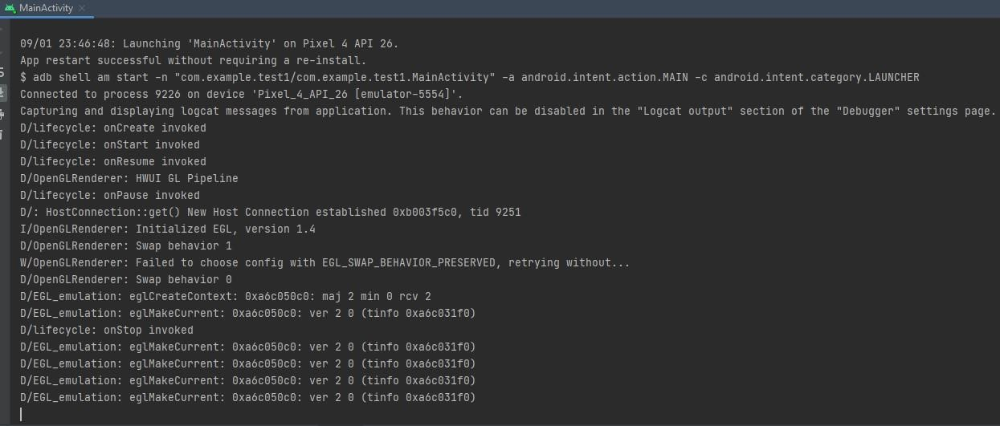 MainActivity
09/01 23:46:48: Launching 'MainActivity' on Pixel 4 API 26.
App restart successful without requiring a re-install.
$ adb shell am start -n "com.example.test1/com.example.test1.MainActivity" -a android.intent.action.MAIN -c android.intent.category.LAUNCHER
Connected to process 9226 on device 'Pixel_4_API_26 [emulator-5554]'.
Capturing and displaying logcat messages from application. This behavior can be disabled in the "Logcat output" section of the "Debugger" settings page.
D/lifecycle: onCreate invoked
D/lifecycle: onStart invoked
D/lifecycle: onResume invoked
D/OpenGLRenderer: HWUI GL Pipeline
D/lifecycle: onPause invoked
D/: HostConnection::get() New Host Connection established 0xb003f5c0, tid 9251
I/OpenGLRenderer: Initialized EGL, version 1.4
D/OpenGLRenderer: Swap behavior 1
W/OpenGLRenderer: Failed to choose config with EGL_SWAP_BEHAVIOR_PRESERVED, retrying without...
D/OpenGLRenderer: Swap behavior 0
D/EGL_emulation: eglCreateContext: 0xa6c050c0: maj 2 min 0 rcv 2
D/EGL_emulation: eglMakeCurrent: 0xa6c050c0: ver 2 0 (tinfo 0xa6c031f0)
D/lifecycle: onStop invoked
D/EGL_emulation: eglMakeCurrent: 0xa6c050c0: ver 2 0 (tinfo 0xa6c031f0)
D/EGL_emulation: eglMakeCurrent: 0xa6c050c0: ver 2 0 (tinfo 0xa6c031f0)
D/EGL_emulation: eglMakeCurrent: 0xa6c050c0: ver 2 0 (tinfo 0xa6c031f0)
D/EGL_emulation: eglMakeCurrent: 0xa6c050c0: ver 2 0 (tinfo 0xa6c031f0)